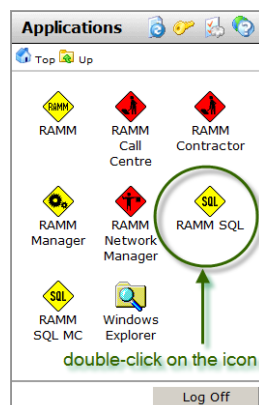 Applications
Top Up
RAMM
RAMM
RAMM Call Centre
RAMM Contractor
RAMM Manager
RAMM Network Manager
SQL
RAMM SQL
SQL
RAMM SQL MC
Windows Explorer
double-click on the icon
Log Off